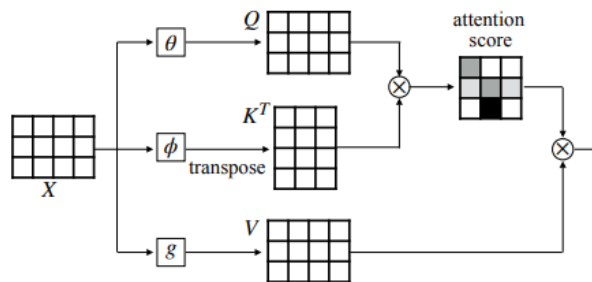 Q
attention
score
θ
K^T
X
ϕ
transpose
V
g